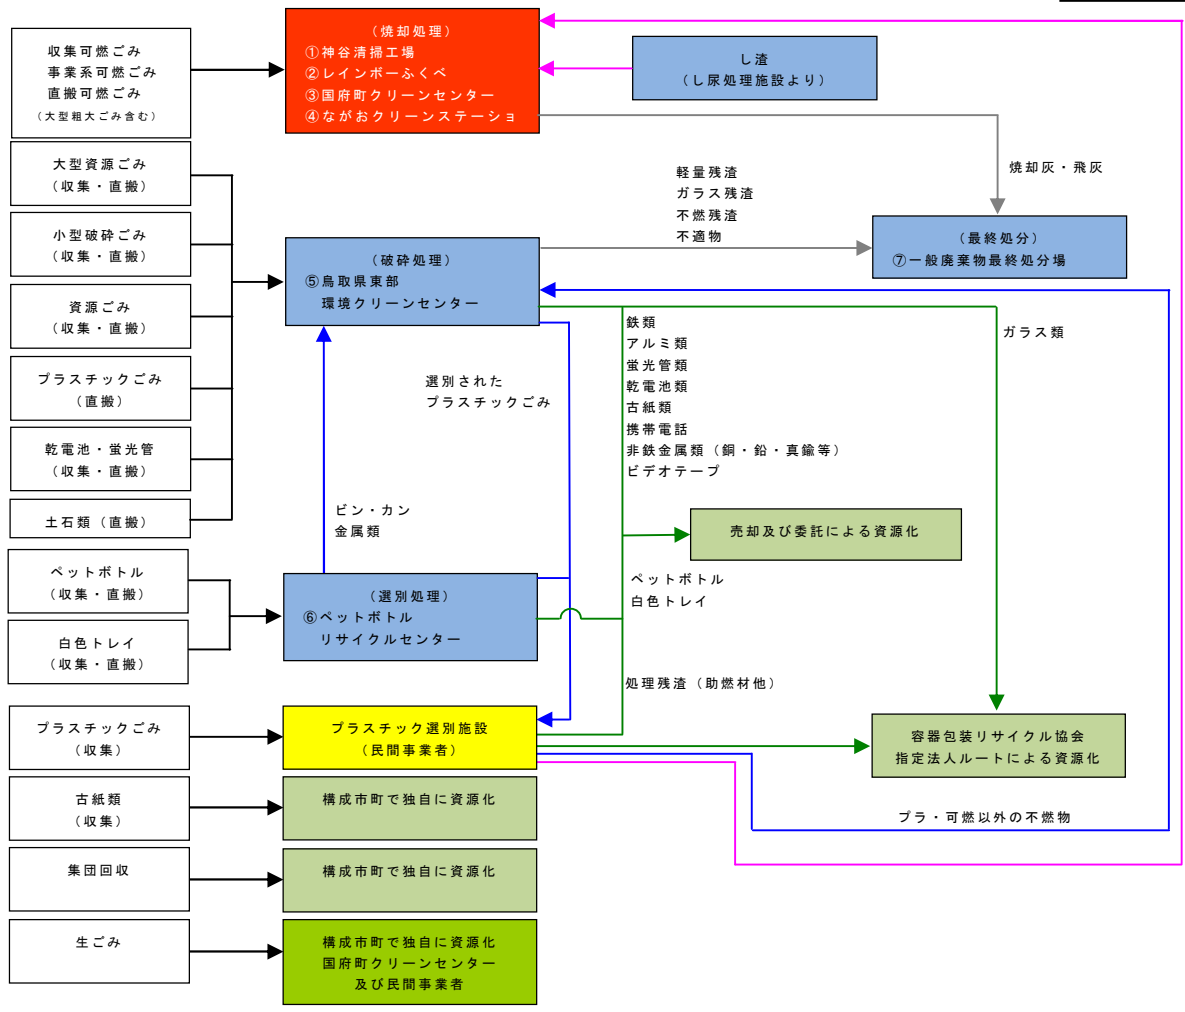 収集可燃ごみ
事業系可燃ごみ
直搬可燃ごみ
(大型粗大ごみ含む)
(焼却処理)
①神谷清掃工場
②レインボーふくべ
③国府町クリーンセンター
④ながおクリーンステーショ
し渣
(し尿処理施設より)
大型資源ごみ
(収集・直搬)
小型破砕ごみ
(収集・直搬)
資源ごみ
(収集・直搬)
プラスチックごみ
(直搬)
乾電池・蛍光管
(収集・直搬)
土石類(直搬)
(破砕処理)
⑤鳥取県東部
環境クリーンセンター
軽量残渣
ガラス残渣
不燃残渣
不適物
焼却灰・飛灰
(最終処分)
⑦一般廃棄物最終処分場
選別された
プラスチックごみ
鉄類
アルミ類
蛍光管類
乾電池類
古紙類
携帯電話
非鉄金属類(銅・鉛・真鍮等)
ビデオテープ
ガラス類
ビン・カン
金属類
売却及び委託による資源化
ペットボトル
(収集・直搬)
白色トレイ
(収集・直搬)
(選別処理)
⑥ペットボトル
リサイクルセンター
ペットボトル
白色トレイ
処理残渣(助燃材他)
プラスチックごみ
(収集)
プラスチック選別施設
(民間事業者)
容器包装リサイクル協会
指定法人ルートによる資源化
プラ・可燃以外の不燃物
古紙類
(収集)
構成市町で独自に資源化
集団回収
構成市町で独自に資源化
生ごみ
構成市町で独自に資源化
国府町クリーンセンター
及び民間事業者